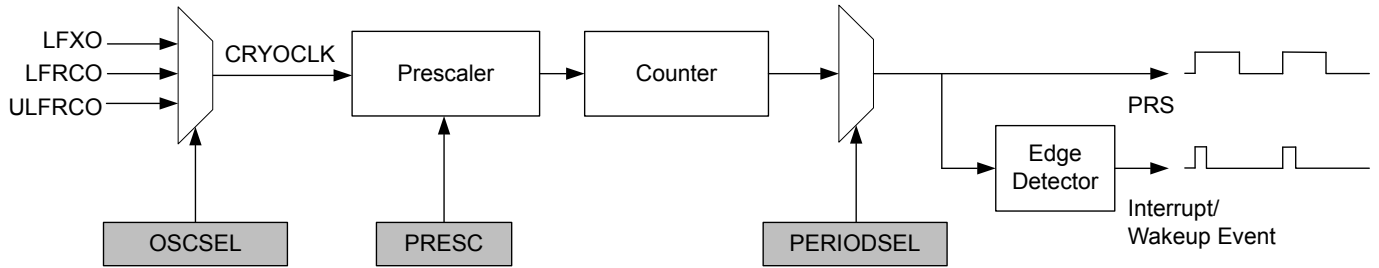 LFXO
LFRCO
ULFRCO
CRYOCLK
Prescaler
Counter
PRS
Edge
Detector
Interrupt/
Wakeup Event
OSCSEL
PRESC
PERIODSEL